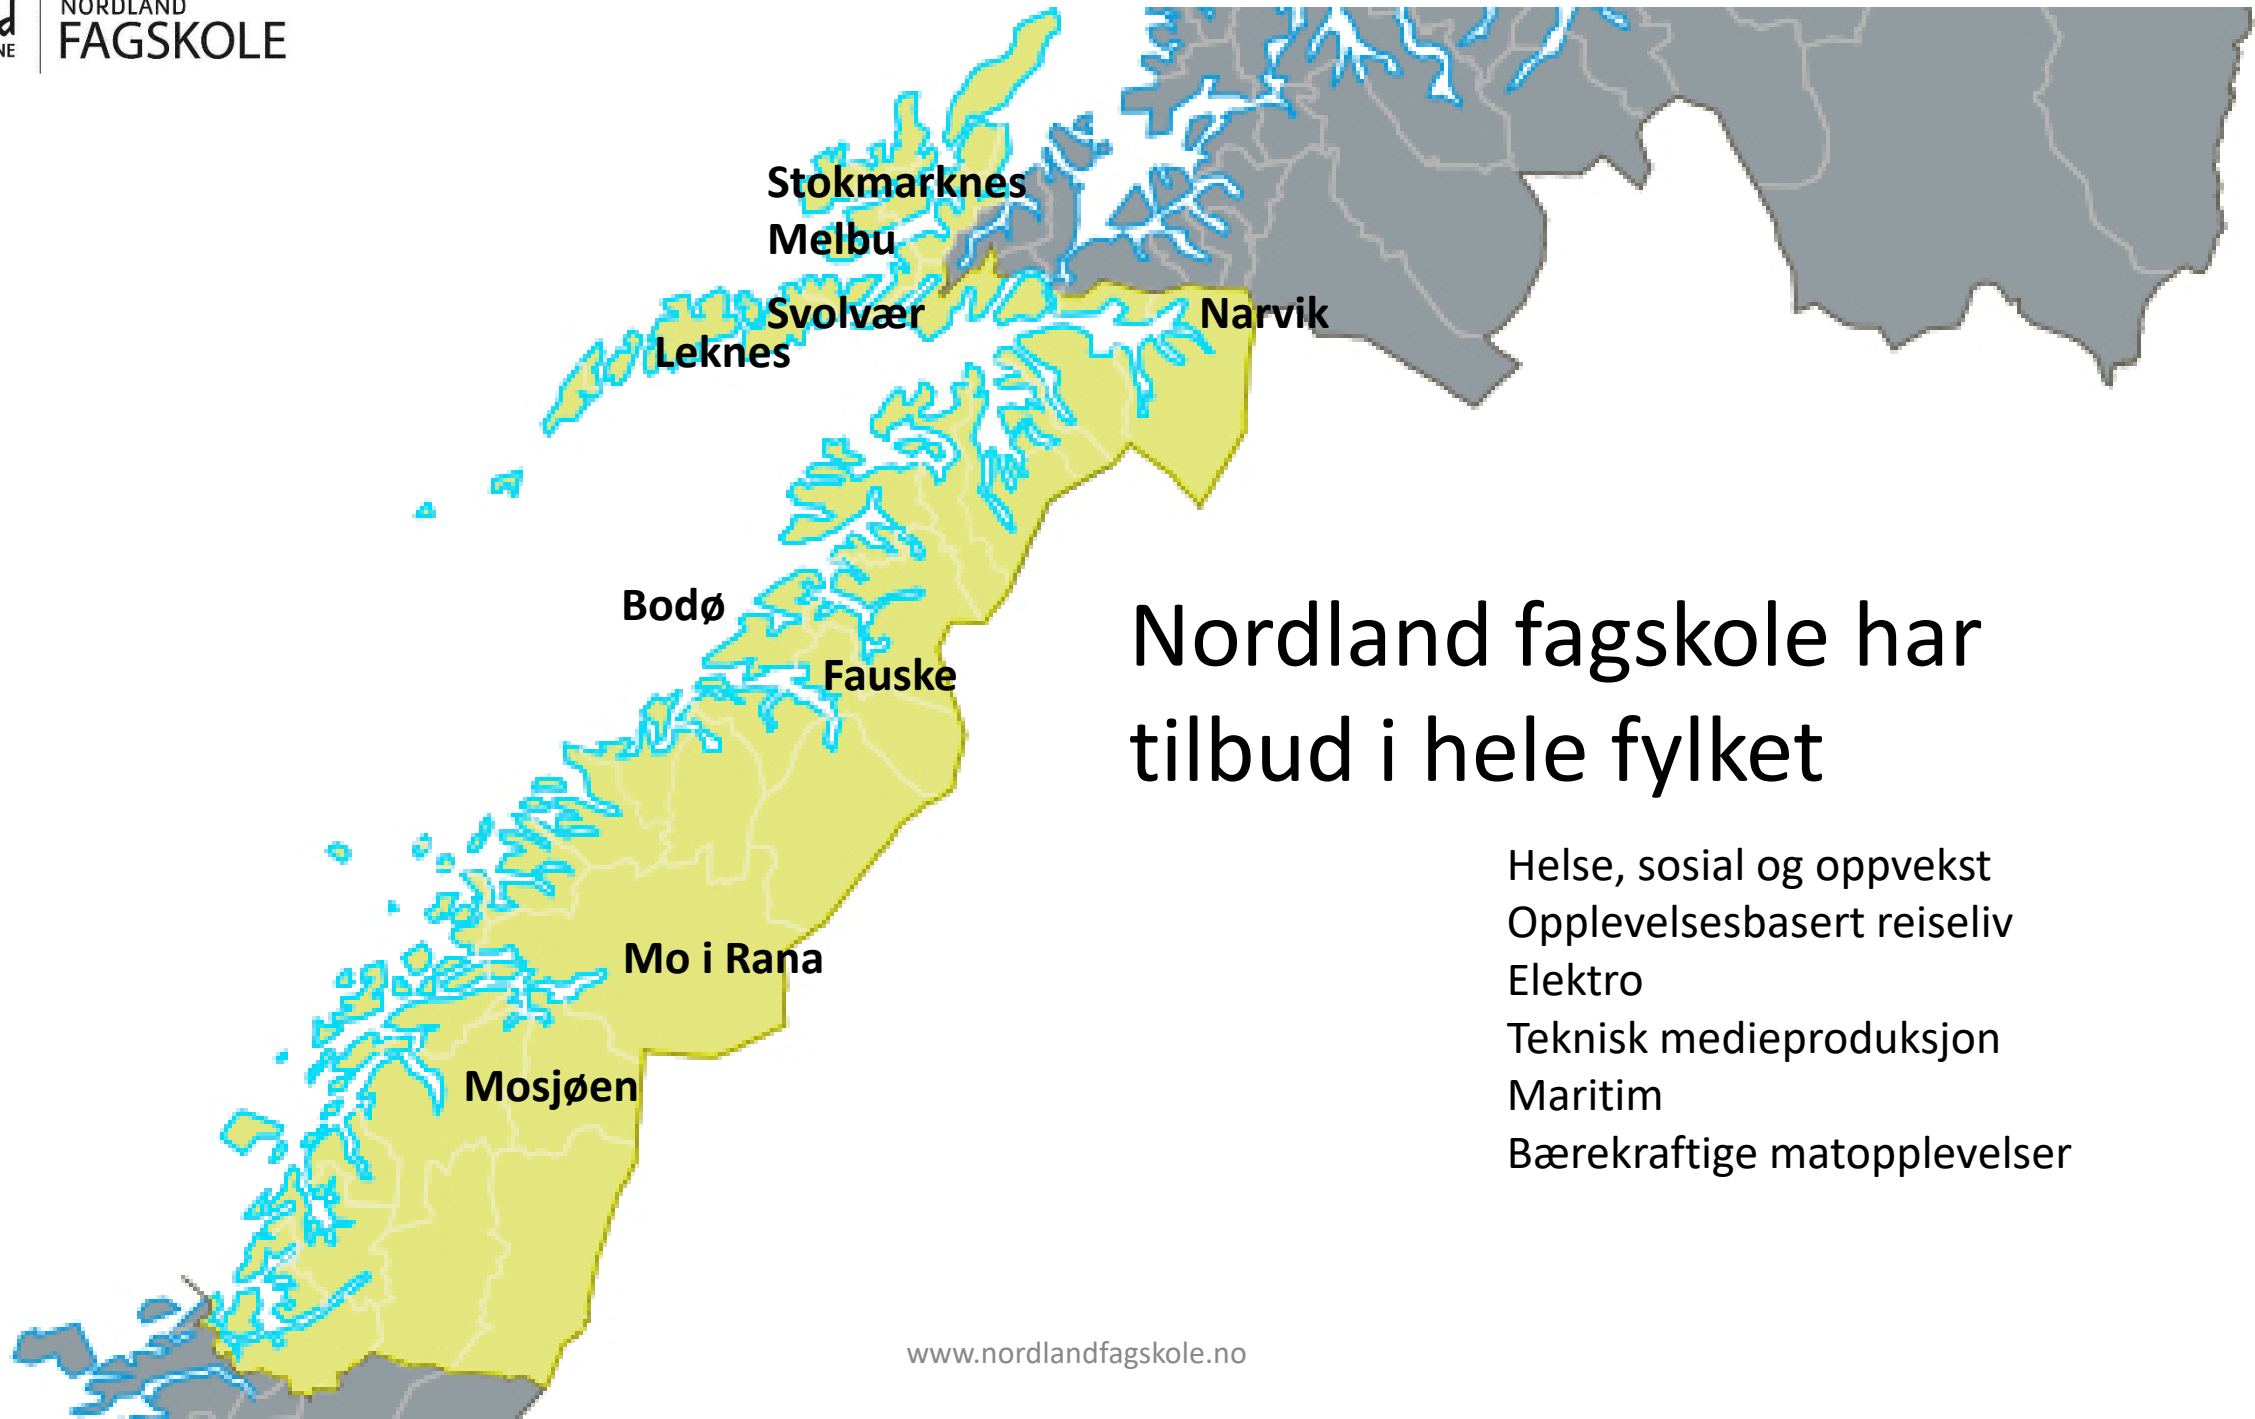 NORDLAND
FAGSKOLE
Stokmarknes
Melbu
Svolvær
Narvik
Leknes
Bodø
Fauske
Mo i Rana
Mosjøen
Nordland fagskole har
tilbud i hele fylket
Helse, sosial og oppvekst
Opplevelsesbasert reiseliv
Elektro
Teknisk medieproduksjon
Maritim
Bærekraftige matopplevelser
www.nordlandfagskole.no